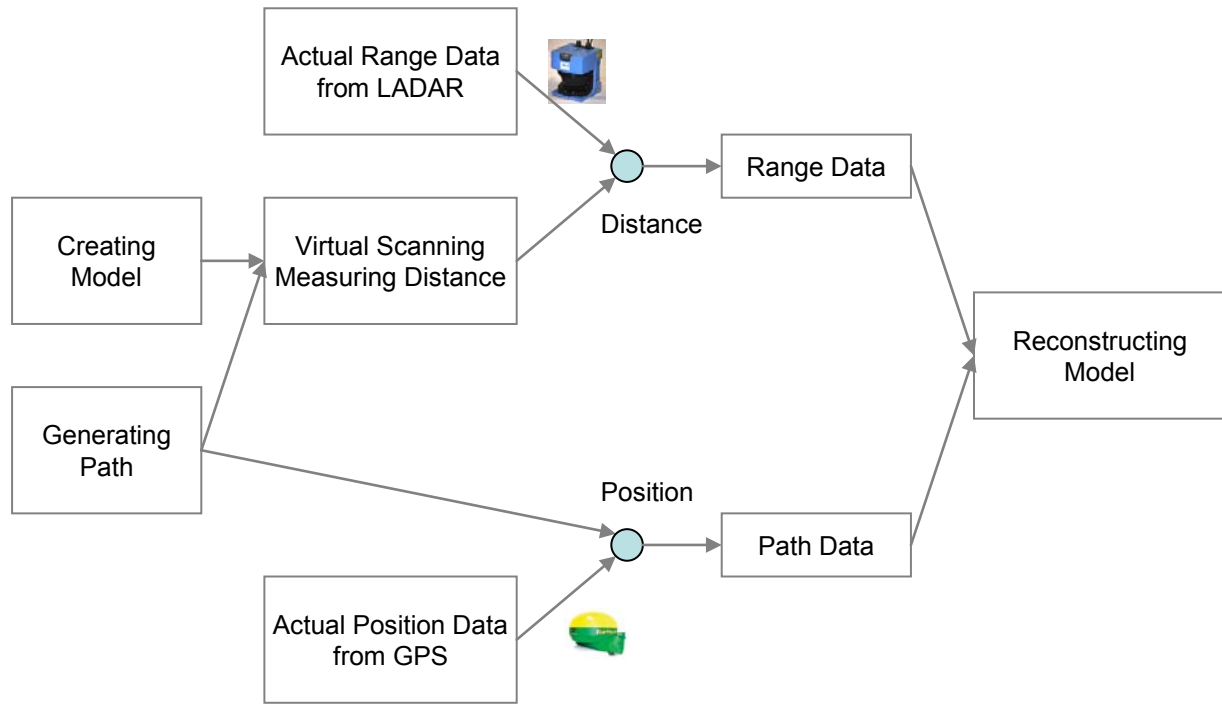 Actual Range Data
from LADAR
Range Data
Distance
Creating
Model
Virtual Scanning
Measuring Distance
Reconstructing
Model
Generating
Path
Position
Path Data
Actual Position Data
from GPS